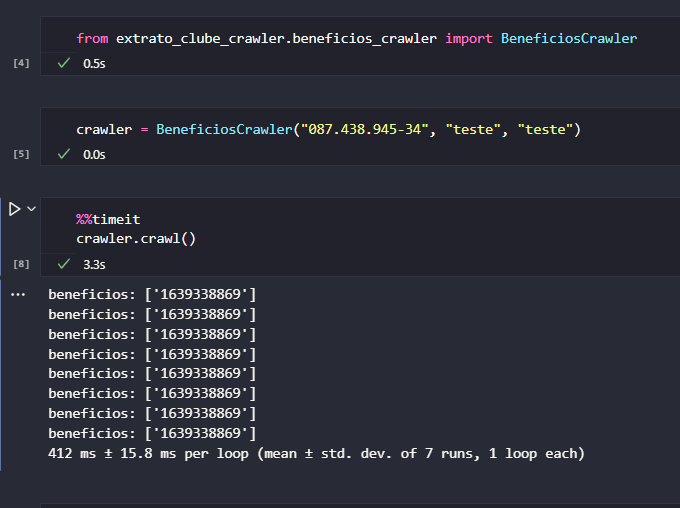 from extrato_clube_crawler.beneficios_crawler import BeneficiosCrawler
[4] 0.5s
crawler = BeneficiosCrawler("087.438.945-34", "teste", "teste")
[5] 0.0s
%%timeit
crawler.crawl()
[8] 3.3s
beneficios: ['1639338869']
beneficios: ['1639338869']
beneficios: ['1639338869']
beneficios: ['1639338869']
beneficios: ['1639338869']
beneficios: ['1639338869']
beneficios: ['1639338869']
beneficios: ['1639338869']
412 ms ± 15.8 ms per loop (mean ± std. dev. of 7 runs, 1 loop each)